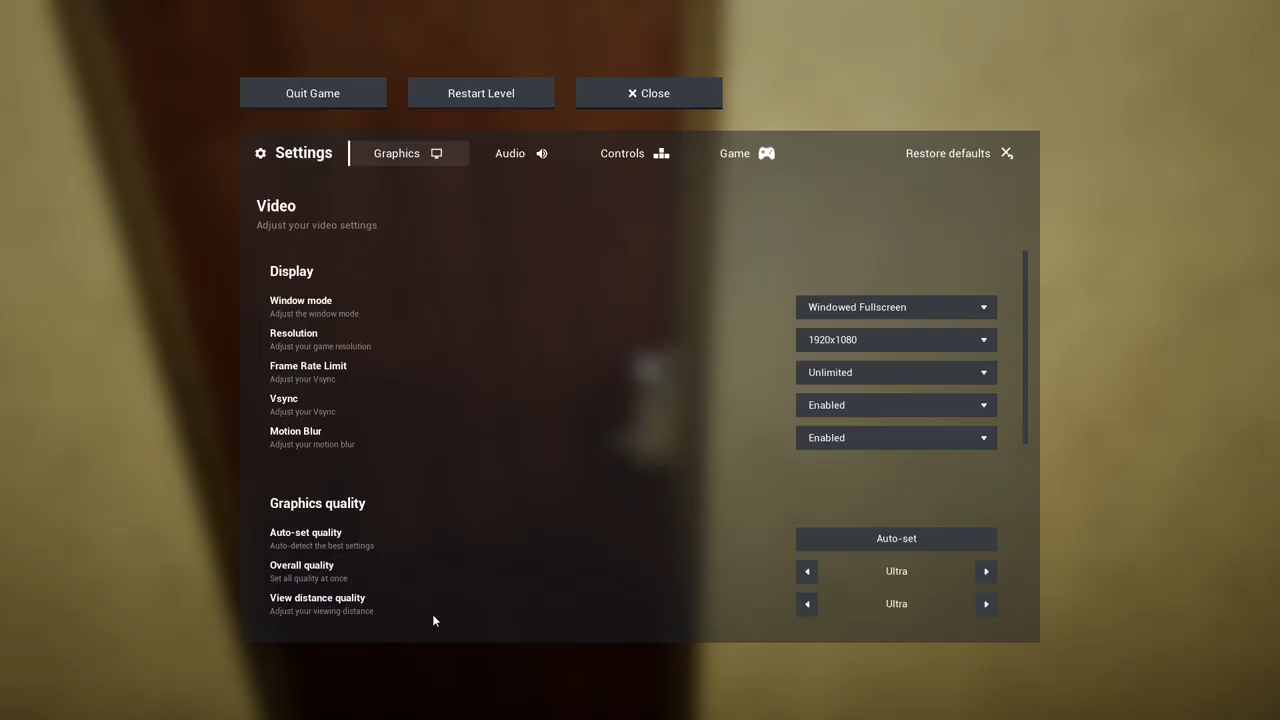 Quit Game
Restart Level
Close
Settings
Graphics
Audio
Controls
Game
Restore defaults
Video
Adjust your video settings
Display
Window mode
Windowed Fullscreen
Adjust the window mode
Resolution
1920x1080
Adjust your game resolution
Frame Rate Limit
Unlimited
Adjust your Vsync
Vsync
Enabled
Adjust your Vsync
Motion Blur
Enabled
Adjust your motion blur
Graphics quality
Auto-set quality
Auto-set
Auto-detect the best settings
Overall quality
Ultra
Set all quality at once
View distance quality
Ultra
Adjust your viewing distance